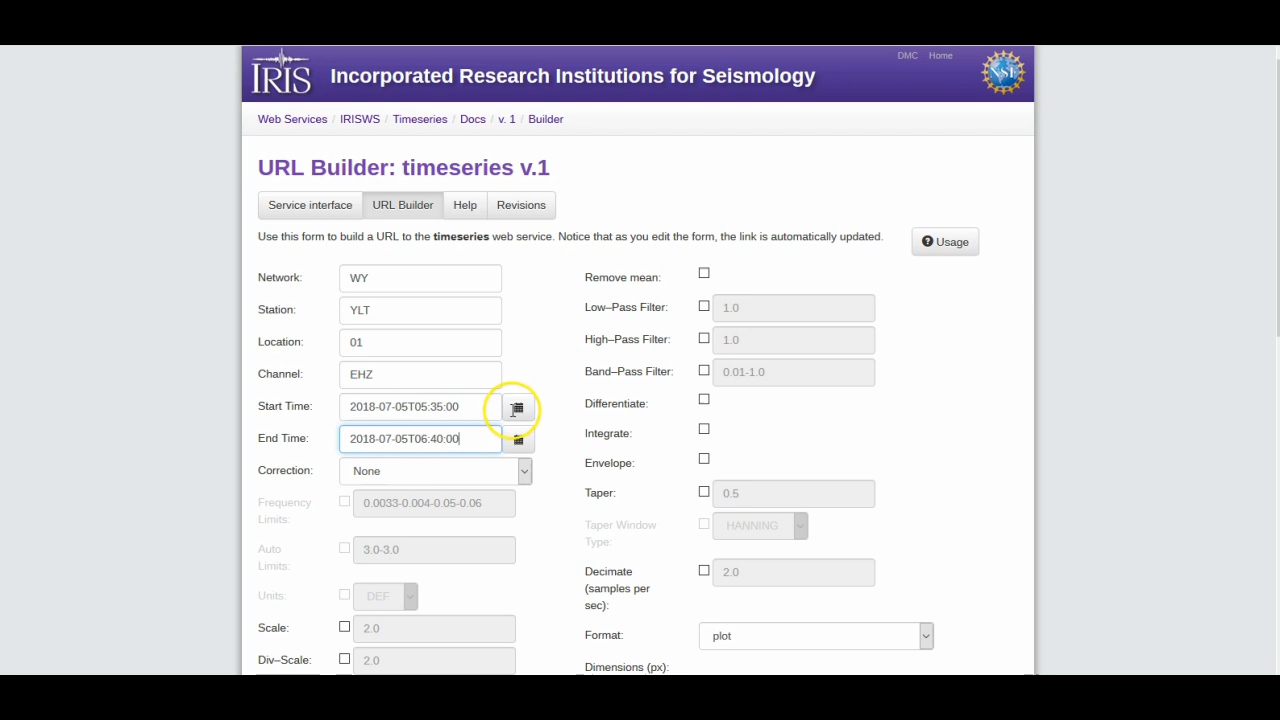 IRIS
Incorporated Research Institutions for Seismology
DMC Home
NSF
Web Services / IRISWS / Timeseries / Docs / v. 1 / Builder
URL Builder: timeseries v.1
Service interface URL Builder Help Revisions
Use this form to build a URL to the timeseries web service. Notice that as you edit the form, the link is automatically updated.
Usage
Network: WY
Station: YLT
Location: 01
Channel: EHZ
Start Time: 2018-07-05T05:35:00
End Time: 2018-07-05T06:40:00
Correction: None
Frequency Limits: 0.0033-0.004-0.05-0.06
Auto Limits: 3.0-3.0
Units: DEF
Scale: 2.0
Div–Scale: 2.0
Remove mean:
Low–Pass Filter: 1.0
High–Pass Filter: 1.0
Band–Pass Filter: 0.01-1.0
Differentiate:
Integrate:
Envelope:
Taper: 0.5
Taper Window Type: HANNING
Decimate (samples per sec): 2.0
Format: plot
Dimensions (px):